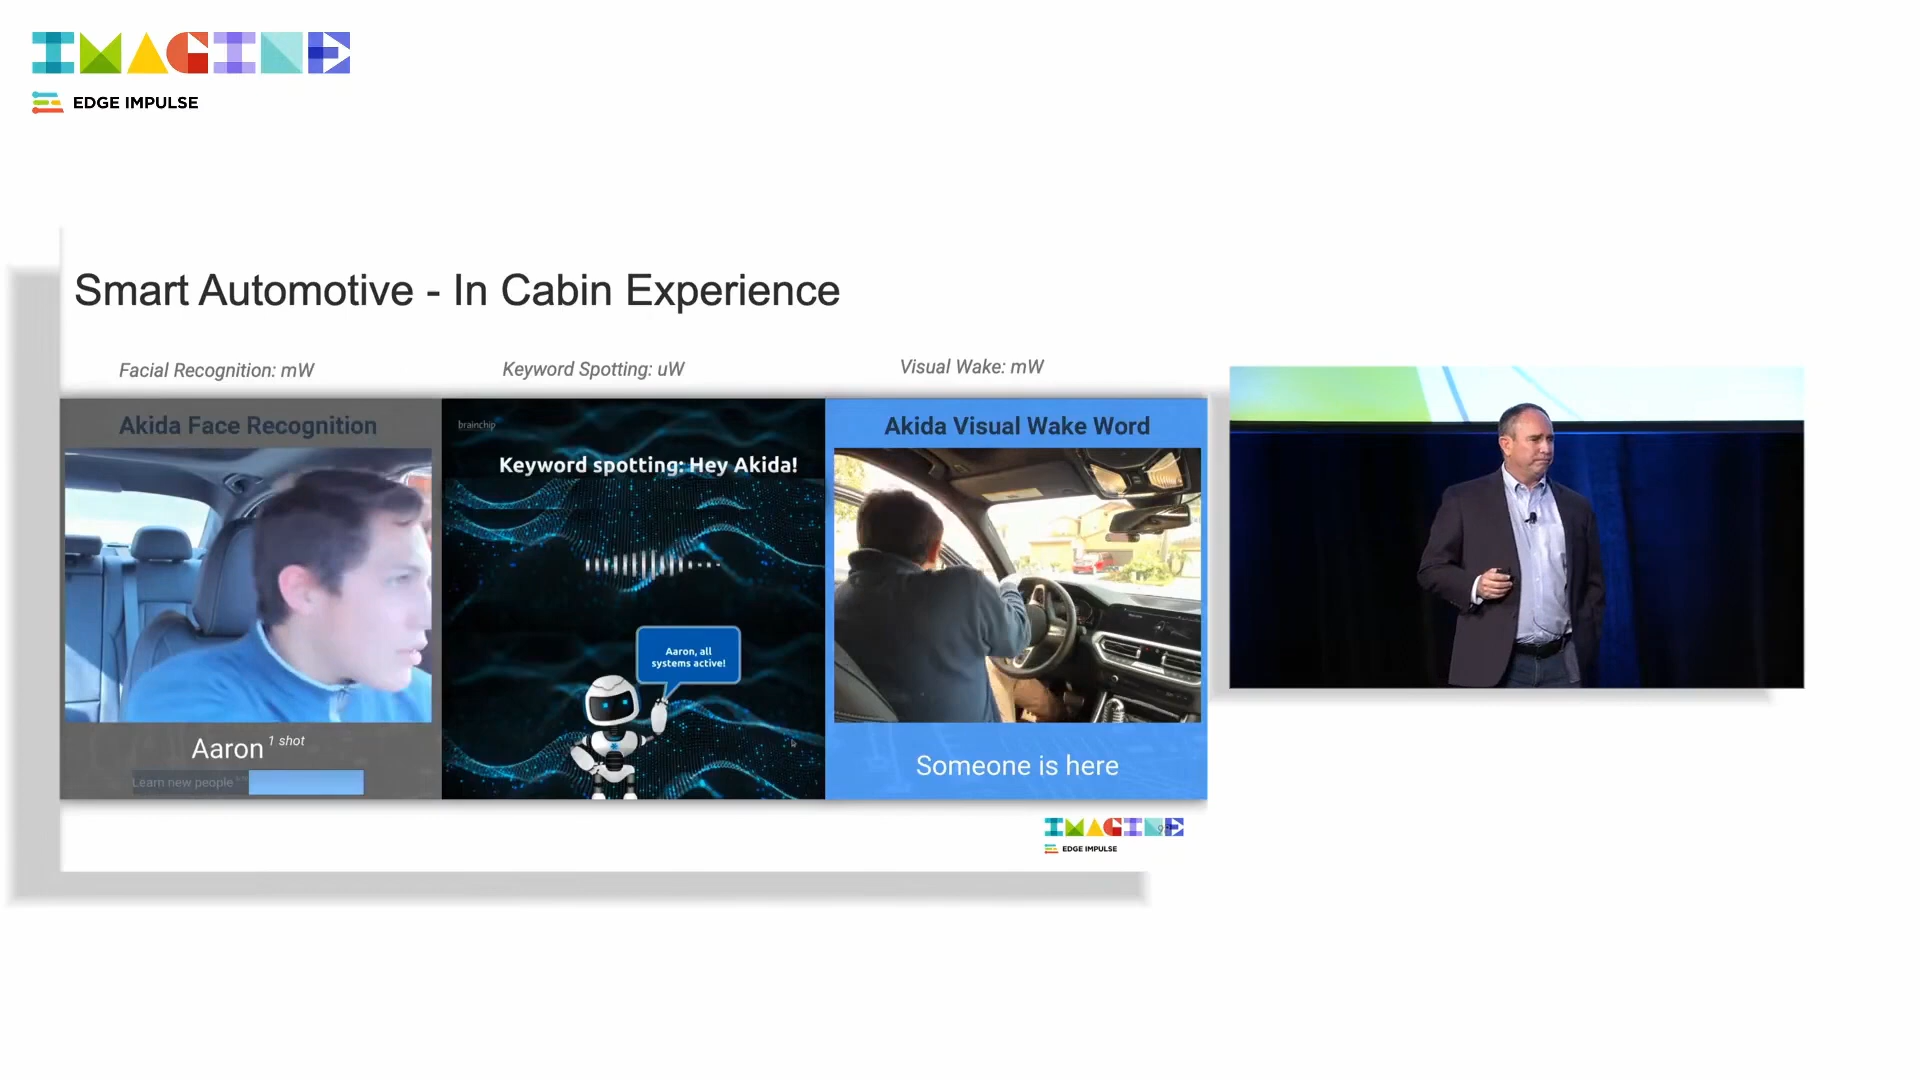 IMAGINE
EDGE IMPULSE
Smart Automotive - In Cabin Experience
Facial Recognition: mW
Keyword Spotting: uW
Visual Wake: mW
Akida Face Recognition
Aaron 1 shot
Learn new people
brainchip
Keyword spotting: Hey Akida!
Aaron, all
systems active!
Akida Visual Wake Word
Someone is here
IMAGINE
EDGE IMPULSE